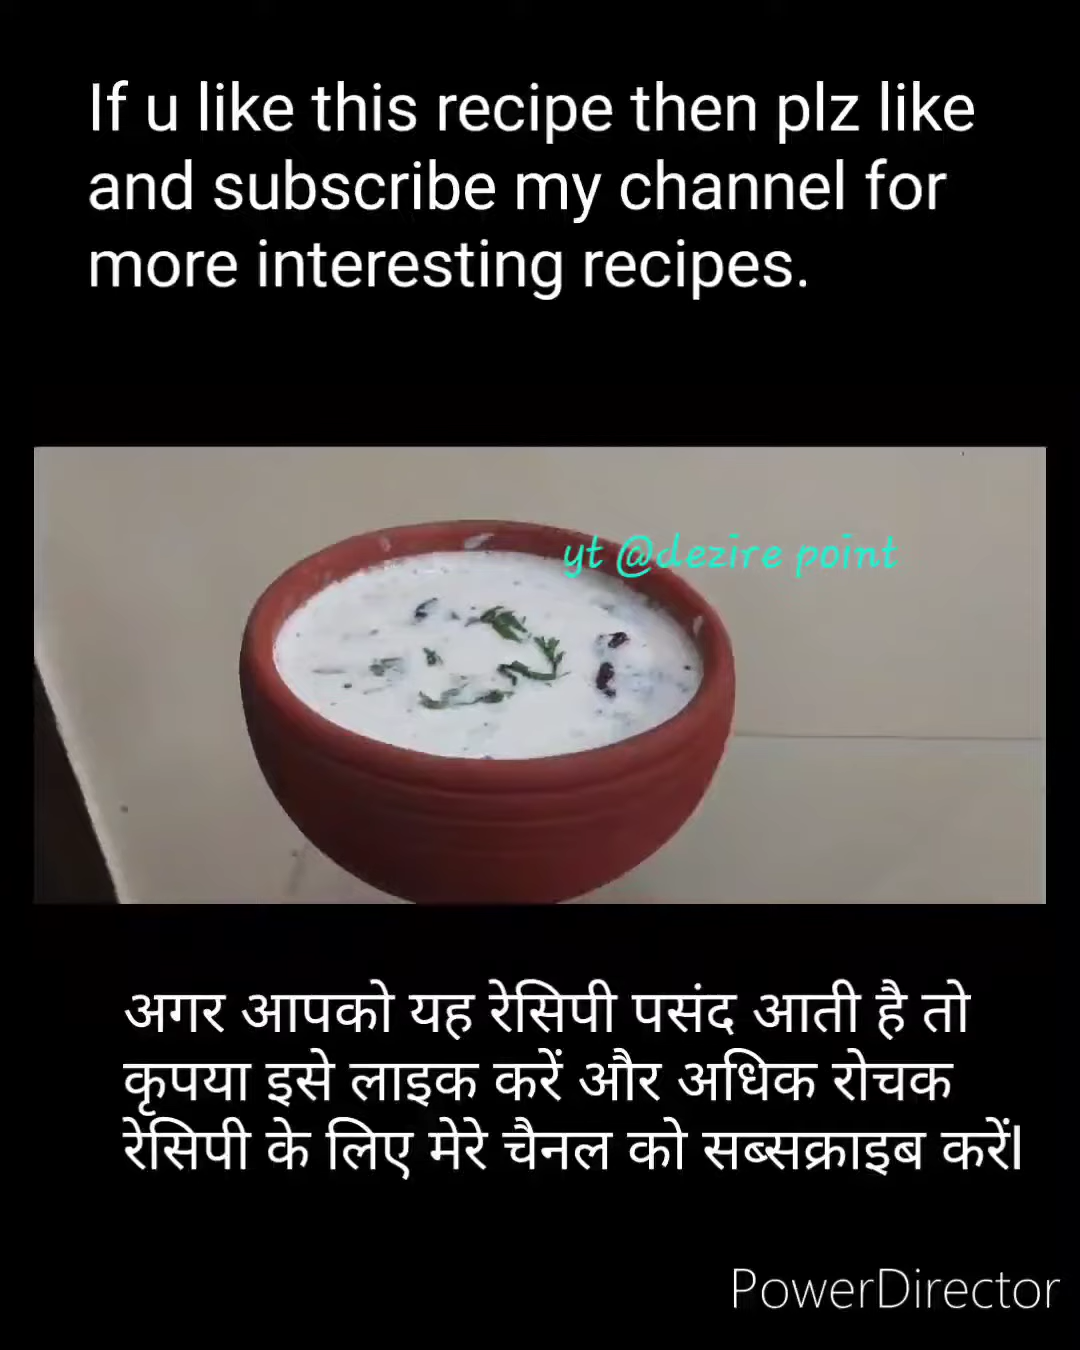 If u like this recipe then plz like
and subscribe my channel for
more interesting recipes.
yt @dezire point
अगर आपको यह रेसिपी पसंद आती है तो
कृपया इसे लाइक करें और अधिक रोचक
रेसिपी के लिए मेरे चैनल को सब्सक्राइब करें।
PowerDirector